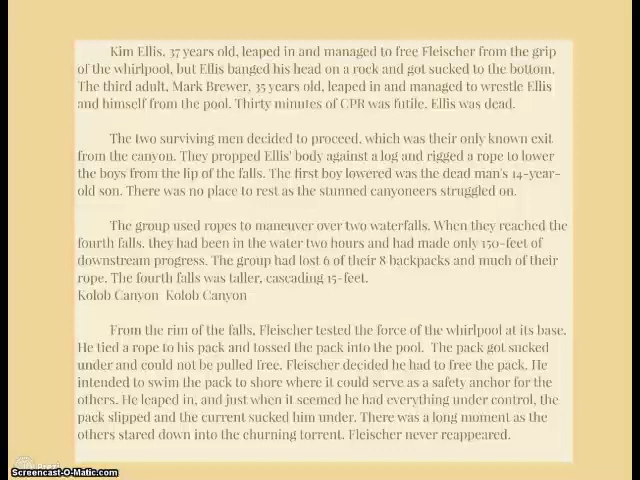 Kim Ellis, 37 years old, leaped in and managed to free Fleischer from the grip
of the whirlpool, but Ellis banged his head on a rock and got sucked to the bottom.
The third adult, Mark Brewer, 35 years old, leaped in and managed to wrestle Ellis
and himself from the pool. Thirty minutes of CPR was futile. Ellis was dead.
The two surviving men decided to proceed, which was their only known exit
from the canyon. They propped Ellis' body against a log and rigged a rope to lower
the boys from the lip of the falls. The first boy lowered was the dead man's 14-year-
old son. There was no place to rest as the stunned canyoneers struggled on.
The group used ropes to maneuver over two waterfalls. When they reached the
fourth falls, they had been in the water two hours and had made only 150-feet of
downstream progress. The group had lost 6 of their 8 backpacks and much of their
rope. The fourth falls was taller, cascading 15-feet.
Kolob Canyon Kolob Canyon
From the rim of the falls, Fleischer tested the force of the whirlpool at its base.
He tied a rope to his pack and tossed the pack into the pool. The pack got sucked
under and could not be pulled free. Fleischer decided he had to free the pack. He
intended to swim the pack to shore where it could serve as a safety anchor for the
others. He leaped in, and just when it seemed he had everything under control, the
pack slipped and the current sucked him under. There was a long moment as the
others stared down into the churning torrent. Fleischer never reappeared.
Screencast-O-Matic.com